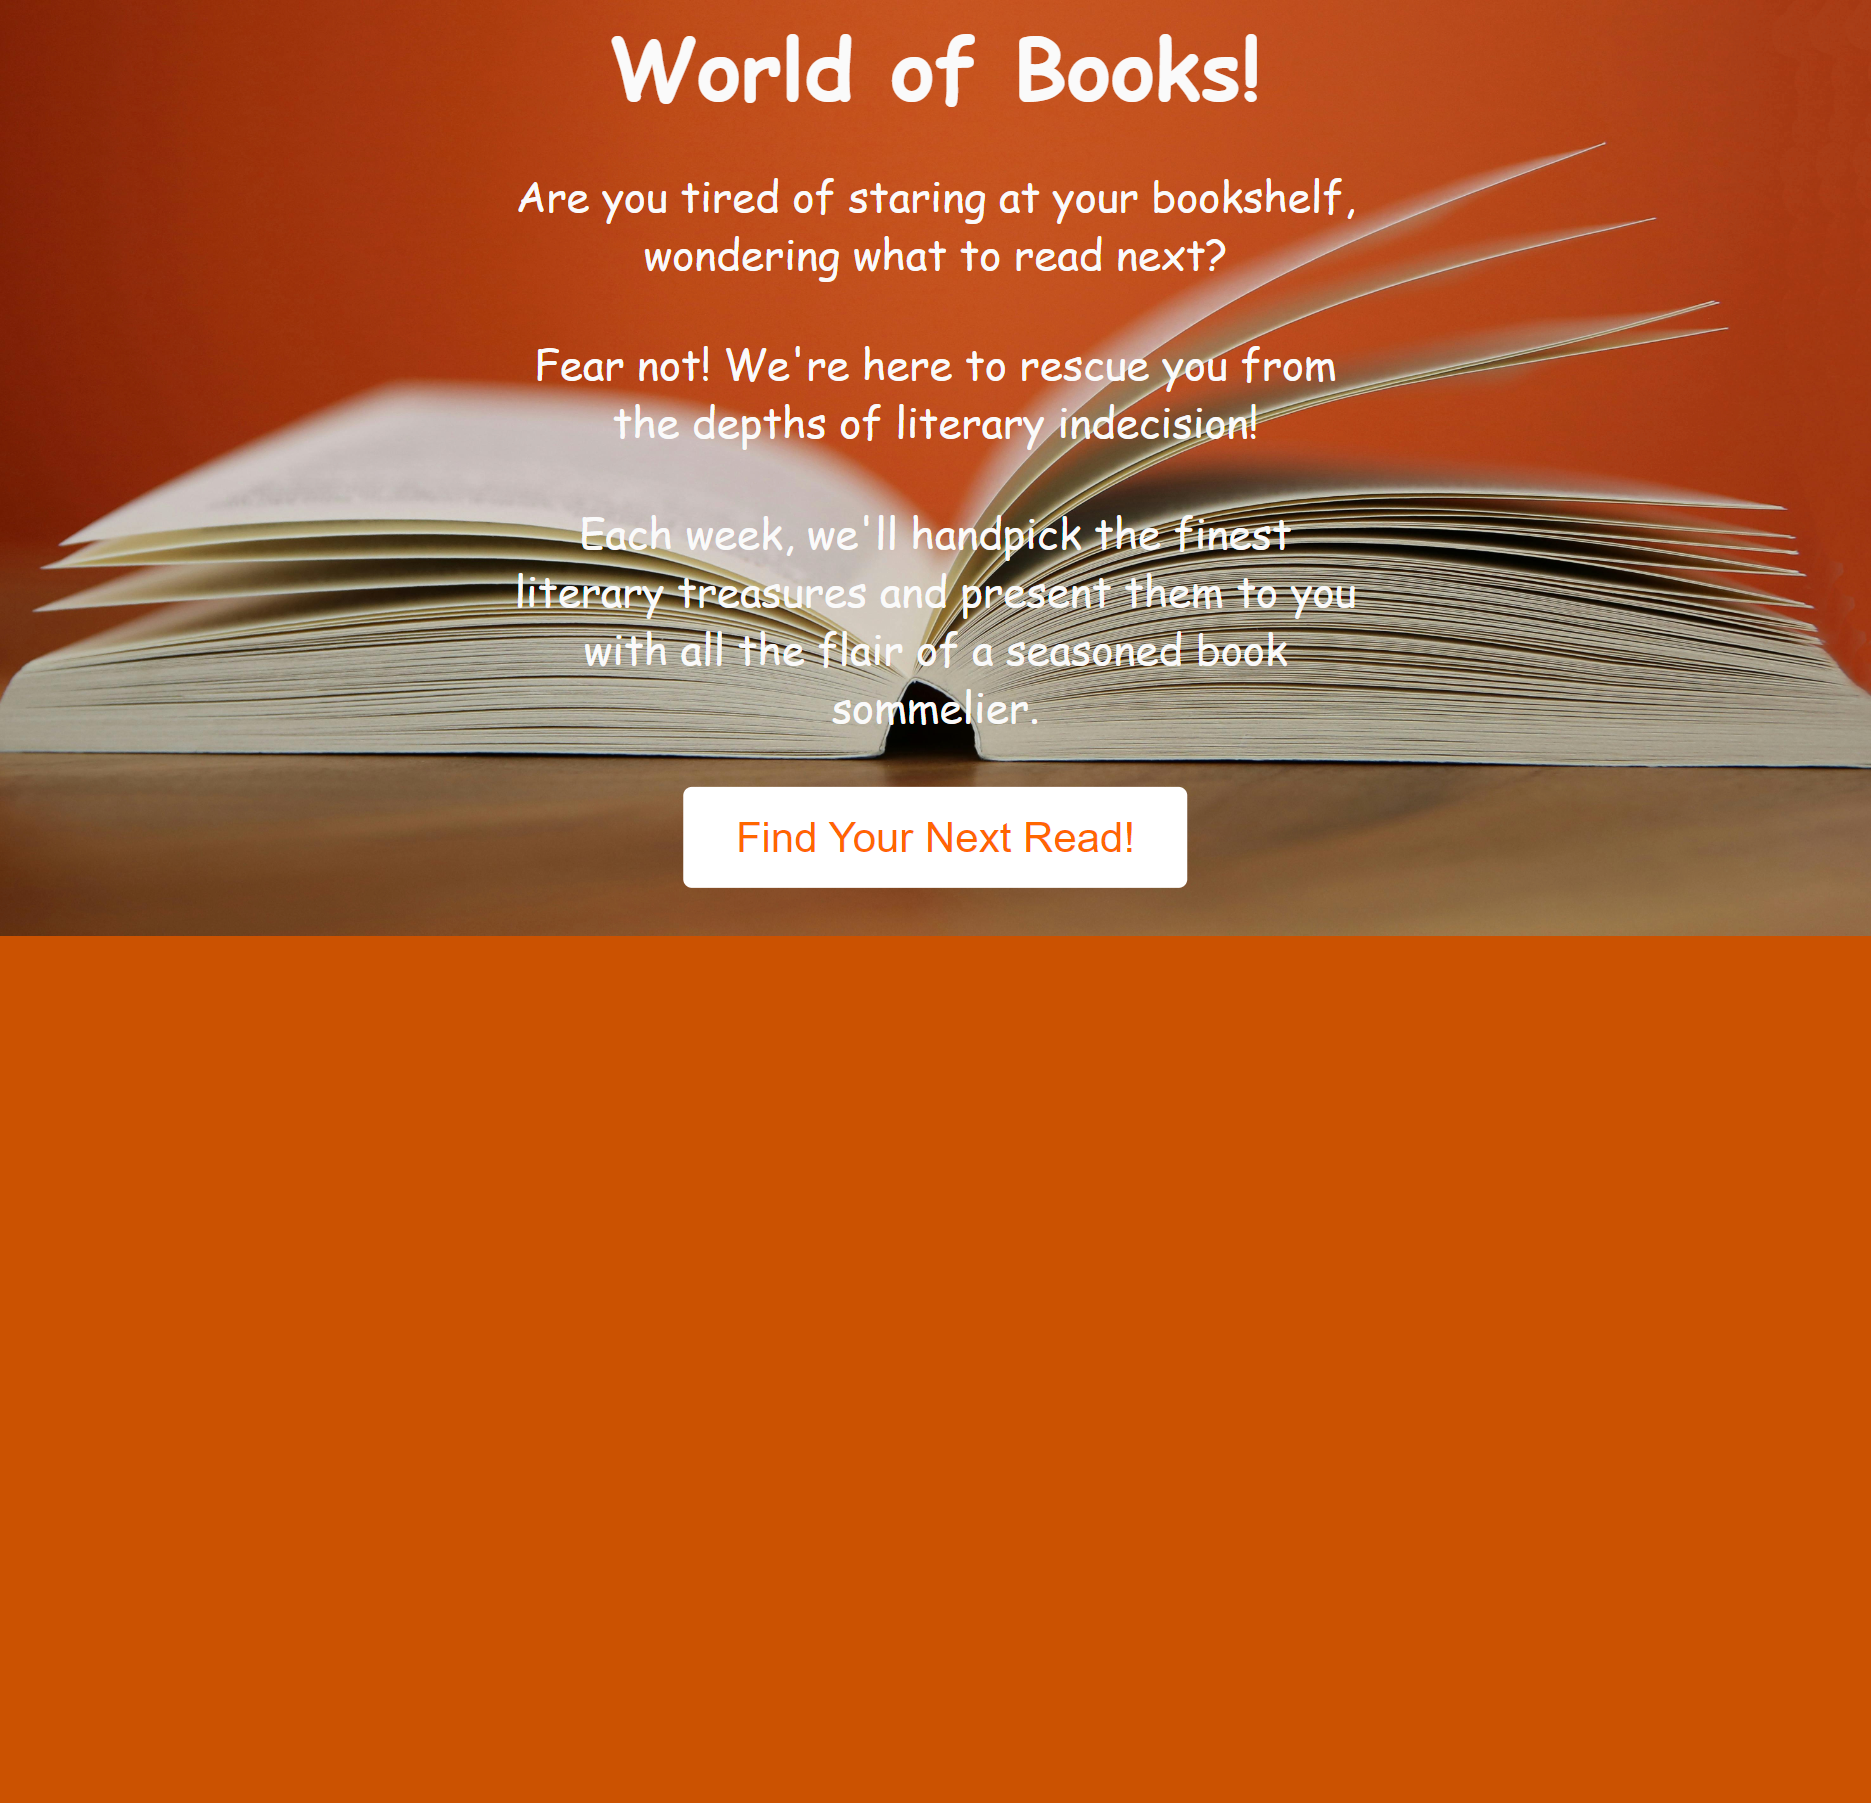 World of Books!
Are you tired of staring at your bookshelf,
wondering what to read next?
Fear not! We're here to rescue you from
the depths of literary indecision!
Each week, we'll handpick the finest
literary treasures and present them to you
with all the flair of a seasoned book
sommelier.
Find Your Next Read!